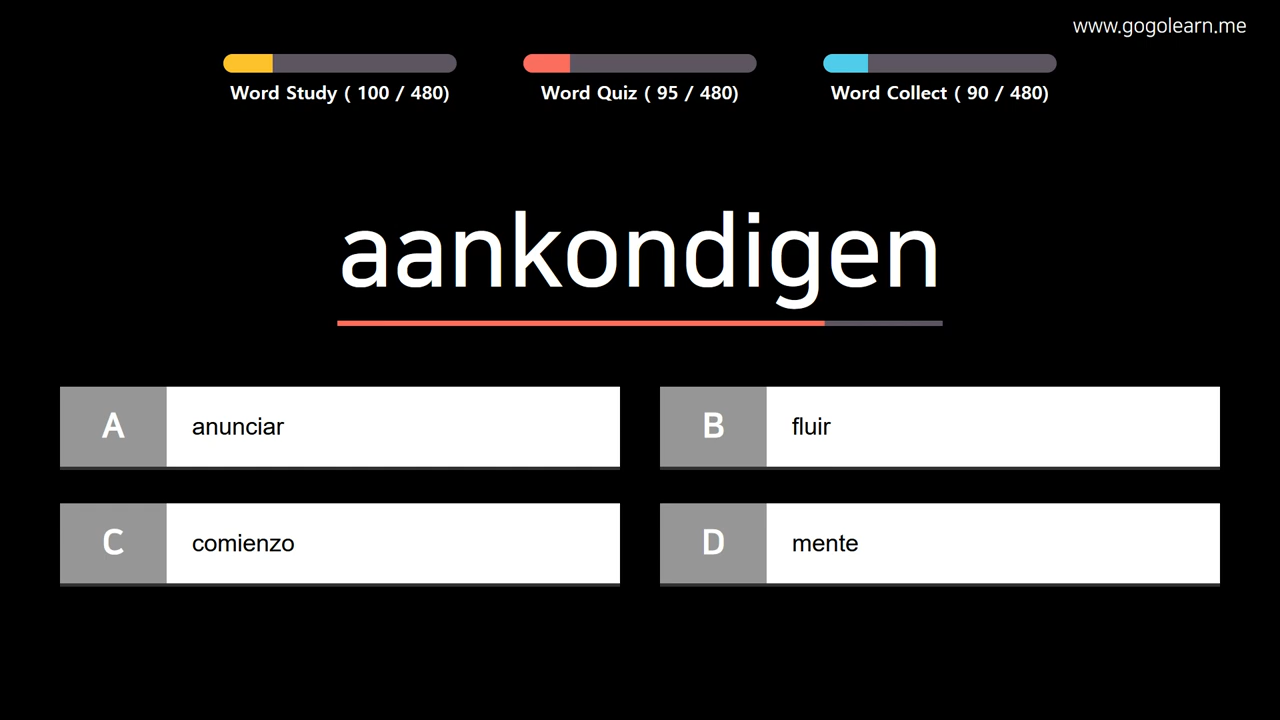 www.gogolearn.me
Word Study ( 100 / 480)
Word Quiz ( 95 / 480)
Word Collect ( 90 / 480)
aankondigen
A anunciar
B fluir
C comienzo
D mente